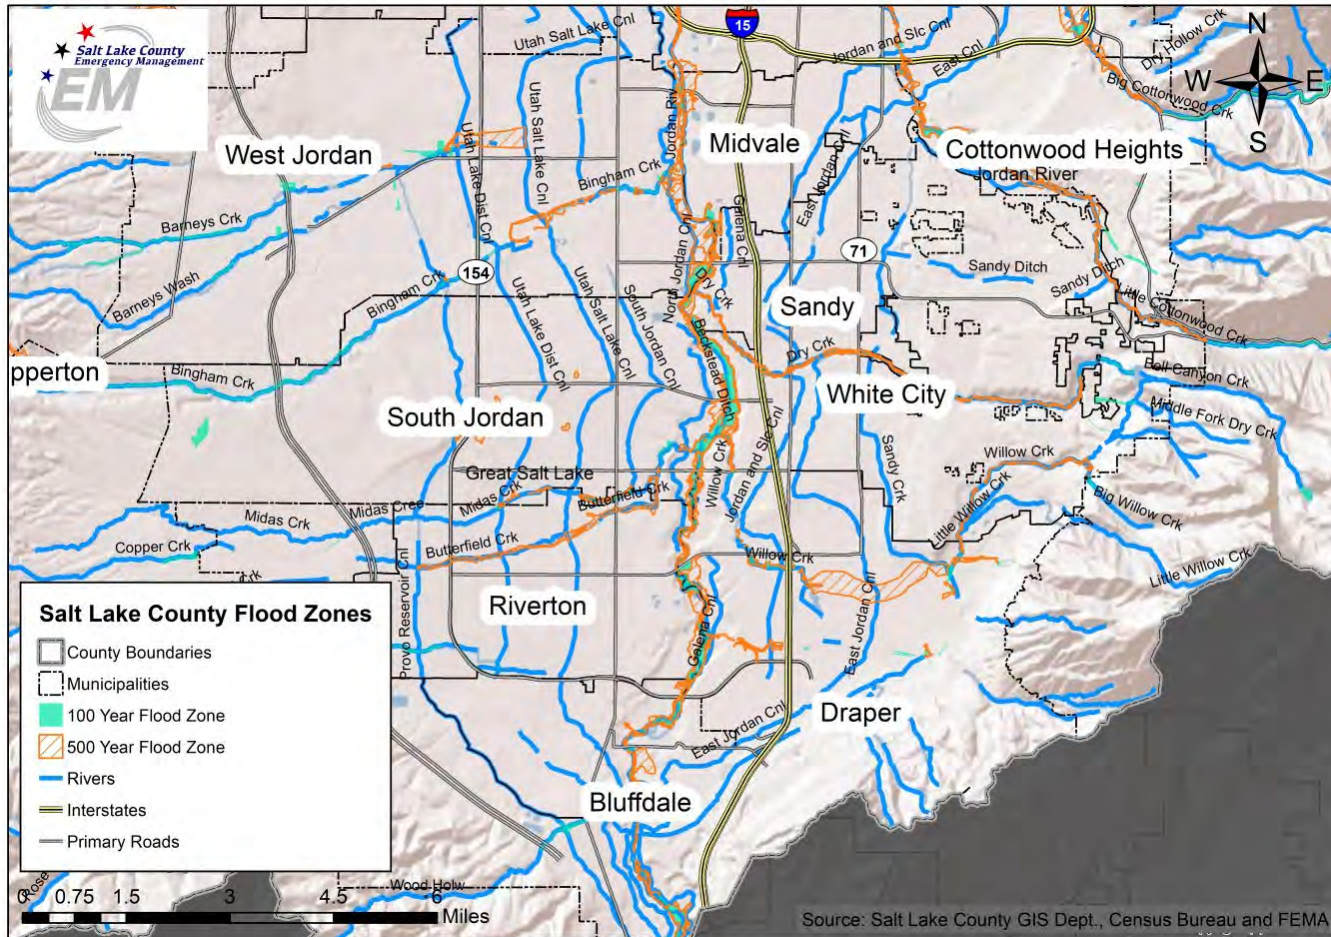 Salt Lake County
Emergency Management
EM
15
N
W
E
S
Utah Salt Lake Cnl
Jordan and Slc Cnl
East Cnl
Dry Hollow Crk
Big Cottonwood Crk
West Jordan
Midvale
Cottonwood Heights
Jordan River
Jordan Riv
Utah Lake Dist Cnl
Utah Salt Lake Cnl
Bingham Crk
East Jordan Cnl
East Jordan Cnl
Galena Cnl
Barneys Crk
Barneys Wash
154
71
North Jordan Cnl
Dry Crk
Sandy Ditch
Sandy Ditch
Little Cottonwood Crk
Sandy
Bingham Crk
Utah Lake Dist Cnl
Utah Salt Lake Cnl
South Jordan Cnl
Beckstead Ditch
Dry Crk
pperton
Bingham Crk
White City
Bell Canyon Crk
Middle Fork Dry Crk
South Jordan
Great Salt Lake
Willow Crk
Jordan and Slc Cnl
Sandy Crk
Willow Crk
Big Willow Crk
Little Willow Crk
Little Willow Crk
Midas Crk
Midas Cree
Midas Crk
Butterfield Crk
Copper Crk
Butterfield Crk
Willow Crk
Crk
Provo Reservoir Cnl
Riverton
Galena Cnl
East Jordan Cnl
East Jordan Cnl
Draper
Bluffdale
Salt Lake County Flood Zones
County Boundaries
Municipalities
100 Year Flood Zone
500 Year Flood Zone
Rivers
Interstates
Primary Roads
Rose
Wood Holw
0 0.75 1.5 3 4.5 6
Miles
Source: Salt Lake County GIS Dept., Census Bureau and FEMA